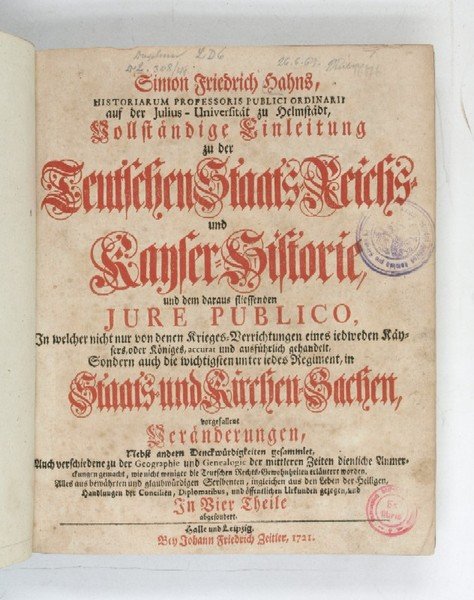 LDG
Simon Friedrich Hahns,
HISTORIARUM PROFESSORIS PUBLICI ORDINARII
auf der Julius-Universität zu Helmstädt,
Vollständige Einleitung
zu der
Teutschen Staats-Reichs-
und
Kayser-Historie,
und dem daraus fliessenden
JURE PUBLICO,
In welcher nicht nur von denen Krieges-Verrichtungen eines iedweden Käy-
sers, oder Königes, accurat und ausführlich gehandelt,
Sondern auch die wichtigsten unter iedes Regiment, in
Staats-und Kirchen-Sachen,
vorgefallene
Veränderungen,
Nebst andern Denckwürdigkeiten gesammlet,
Auch verschiedene zu der Geographie und Genealogie der mittleren Zeiten dienliche Anmer-
ckungen gemacht, wie nicht weniger die Teutschen Rechts-Gewohnheiten erläutert worden.
Alles aus bewährten und glaubwürdigen Scribenten, ingleichen aus den Leben der Heiligen,
Handlungen der Concilien, Diplomatibus, und öffentlichen Urkunden gezogen, und
In Vier Theile
abgesondert.
Halle und Leipzig,
Bey Johann Friedrich Zeitler, 1721.